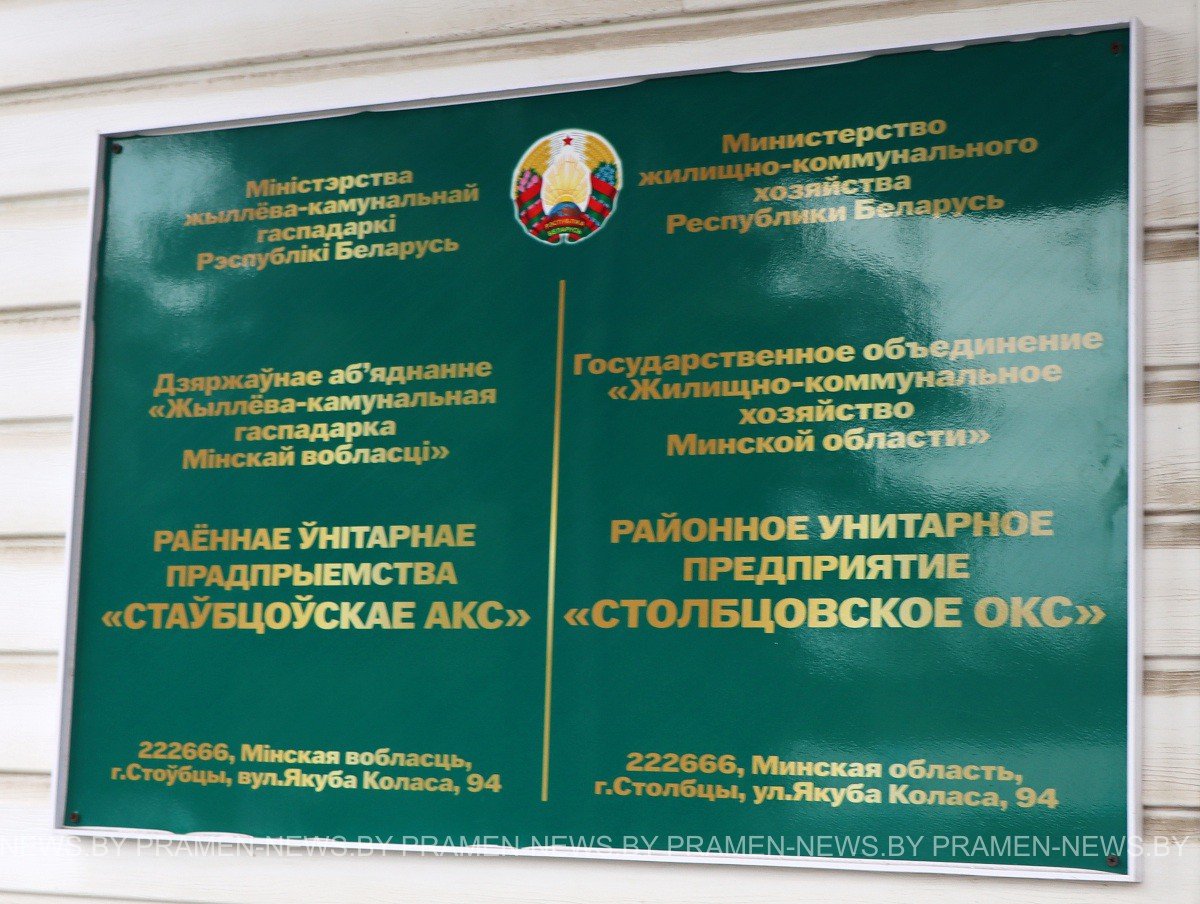 Міністэрства
жыллёва-камунальнай
гаспадаркі
Рэспублікі Беларусь
Дзяржаўнае аб’яднанне
«Жыллёва-камунальная
гаспадарка
Мінскай вобласці»
РАЁННАЕ ЎНІТАРНАЕ
ПРАДПРЫЕМСТВА
«СТАЎБЦОЎСКАЕ АКС»
222666, Мінская вобласць,
г.Стоўбцы, вул.Якуба Коласа, 94
РЭСПУБЛІКА
БЕЛАРУСЬ
Министерство
жилищно-коммунального
хозяйства
Республики Беларусь
Государственное объединение
«Жилищно-коммунальное
хозяйство
Минской области»
РАЙОННОЕ УНИТАРНОЕ
ПРЕДПРИЯТИЕ
«СТОЛБЦОВСКОЕ ОКС»
222666, Минская область,
г.Столбцы, ул.Якуба Коласа, 94
NEWS.BY PRAMEN-NEWS.BY PRAMEN-NEWS.BY PRAMEN-NEWS.BY PRAMEN-NEWS.BY